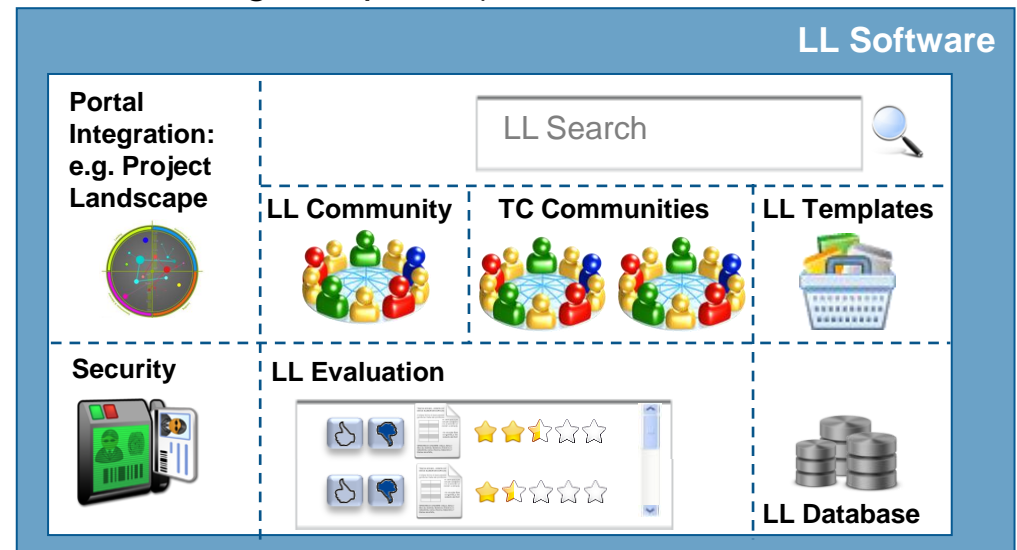 LL Software
Portal
Integration:
e.g. Project
Landscape
LL Search
LL Community
TC Communities
LL Templates
Security
LL Evaluation
LL Database